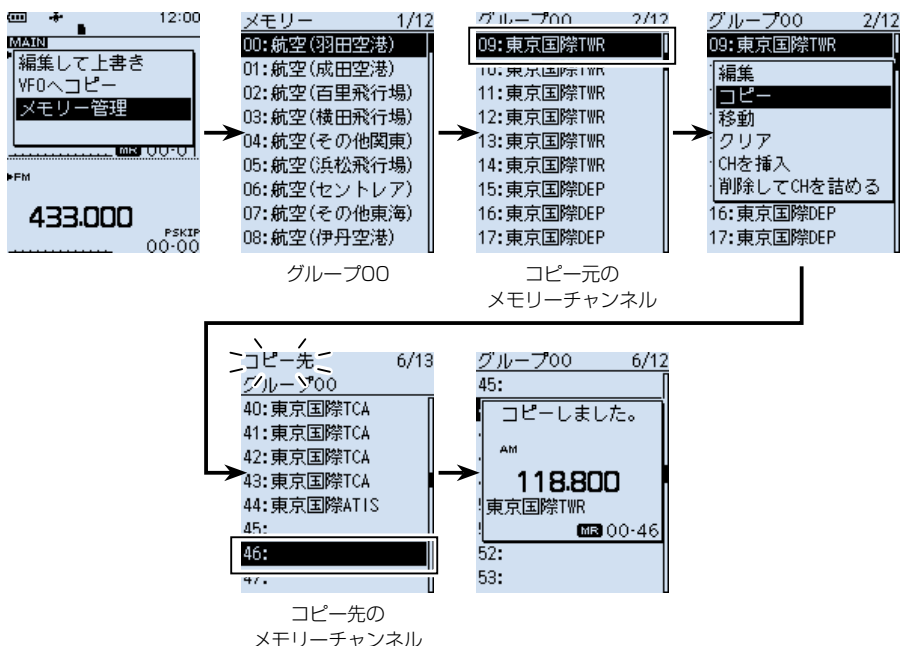 12:00
MAIN
編集して上書き
VFOへコピー
メモリー管理
MR 00-01
FM
433.000
PSKIP
00-00
メモリー 1/12
00:航空(羽田空港)
01:航空(成田空港)
02:航空(百里飛行場)
03:航空(横田飛行場)
04:航空(その他関東)
05:航空(浜松飛行場)
06:航空(セントレア)
07:航空(その他東海)
08:航空(伊丹空港)
グループ00
グループ00 2/12
09:東京国際TWR
10:東京国際TWR
11:東京国際TWR
12:東京国際TWR
13:東京国際TWR
14:東京国際TWR
15:東京国際DEP
16:東京国際DEP
17:東京国際DEP
コピー元の
メモリーチャンネル
グループ00 2/12
09:東京国際TWR
編集
コピー
移動
クリア
CHを挿入
削除してCHを詰める
16:東京国際DEP
17:東京国際DEP
コピー先 6/13
グループ00
40:東京国際TCA
41:東京国際TCA
42:東京国際TCA
43:東京国際TCA
44:東京国際ATIS
45:
46:
47:
コピー先の
メモリーチャンネル
グループ00 6/12
45:
コピーしました。
AM
118.800
東京国際TWR
MR 00-46
52:
53: